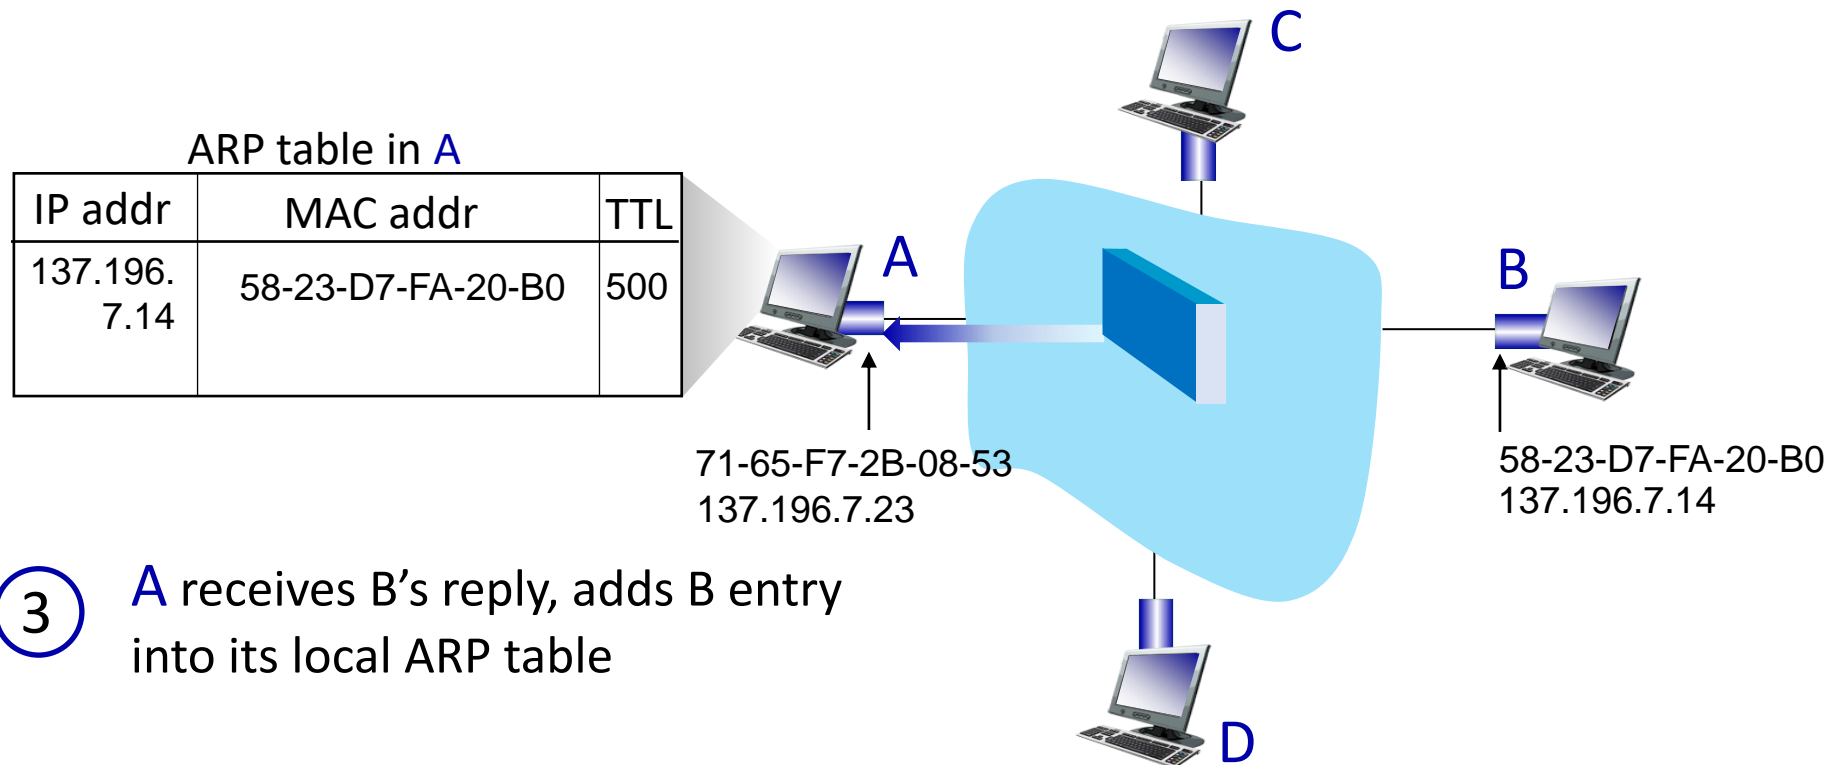 C
ARP table in A
IP addr MAC addr TTL
137.196. 58-23-D7-FA-20-B0 500
7.14
A
B
71-65-F7-2B-08-53
137.196.7.23
58-23-D7-FA-20-B0
137.196.7.14
3 A receives B’s reply, adds B entry
into its local ARP table
D